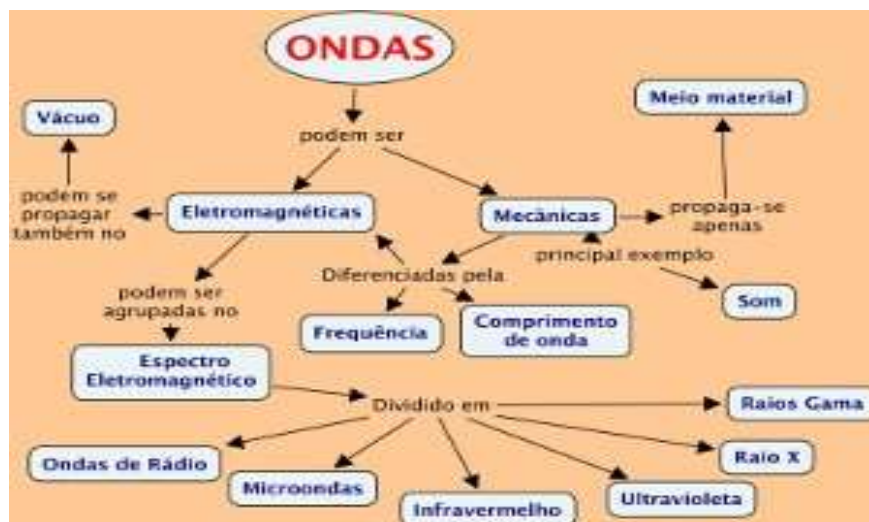 ONDAS
podem ser
Vácuo
podem se
propagar
também no
Eletromagnéticas
Mecânicas
propaga-se
apenas
Meio material
principal exemplo
Som
Diferenciadas pela
Frequência
Comprimento
de onda
podem ser
agrupadas no
Espectro
Eletromagnético
Dividido em
Ondas de Rádio
Microondas
Infravermelho
Ultravioleta
Raio X
Raios Gama